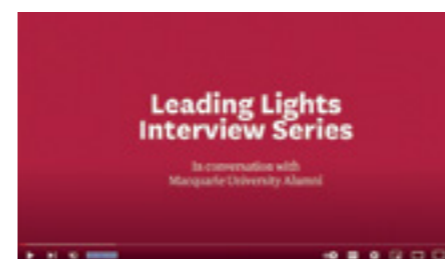 Leading Lights
Interview Series
In conversation with
Macquarie University Alumni